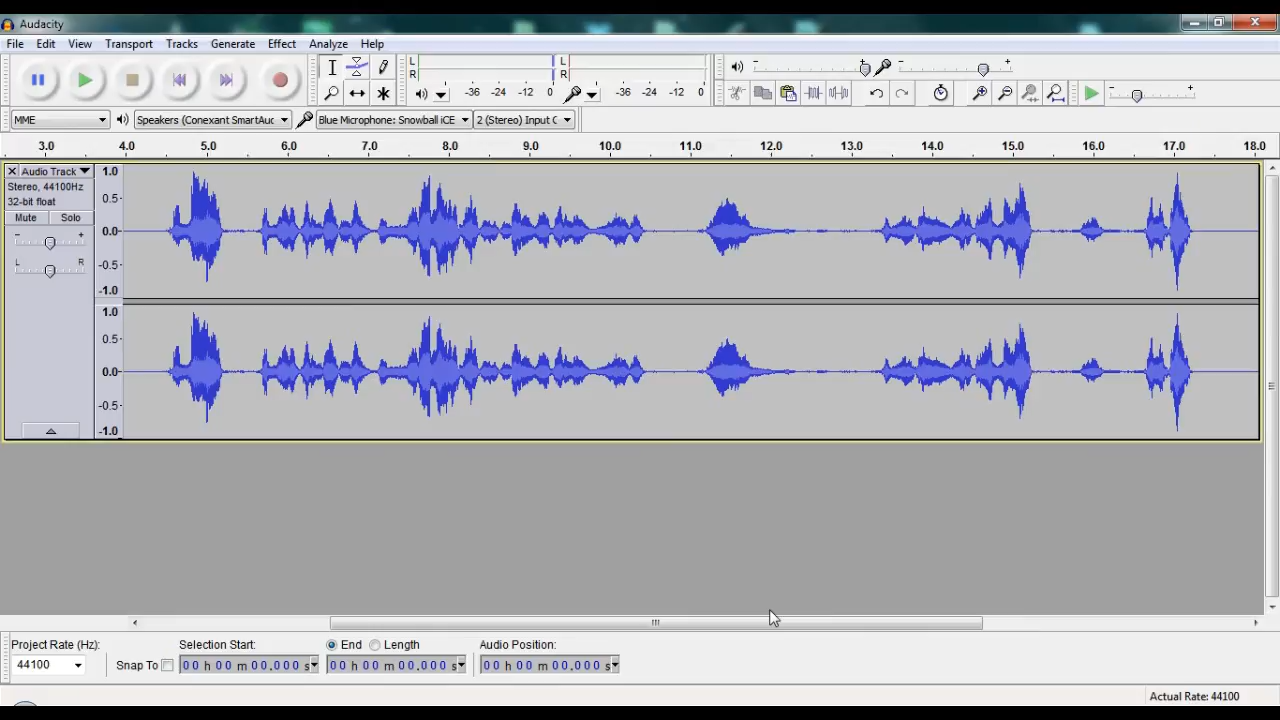 Audacity
File Edit View Transport Tracks Generate Effect Analyze Help
L
R
-36 -24 -12 0
L
R
-36 -24 -12 0
- +
- +
- +
MME
Speakers (Conexant SmartAuc
Blue Microphone: Snowball iCE
2 (Stereo) Input C
3.0 4.0 5.0 6.0 7.0 8.0 9.0 10.0 11.0 12.0 13.0 14.0 15.0 16.0 17.0 18.0
Audio Track
Stereo, 44100Hz
32-bit float
Mute Solo
- +
L R
1.0
0.5
0.0
-0.5
-1.0
1.0
0.5
0.0
-0.5
-1.0
Project Rate (Hz):
44100
Snap To
Selection Start:
00 h 00 m 00.000 s
End Length
00 h 00 m 00.000 s
Audio Position:
00 h 00 m 00.000 s
Actual Rate: 44100